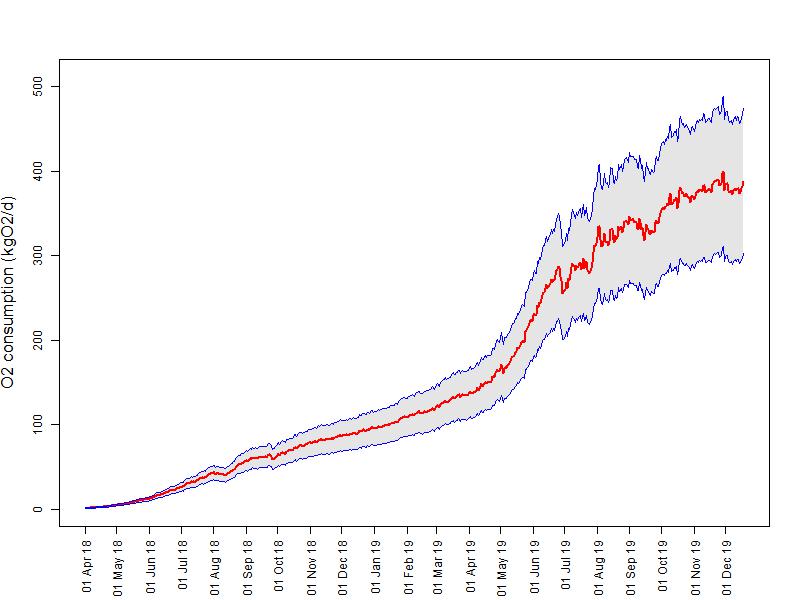 O2 consumption (kgO2/d)
500
400
300
200
100
0
01 Apr 18
01 May 18
01 Jun 18
01 Jul 18
01 Aug 18
01 Sep 18
01 Oct 18
01 Nov 18
01 Dec 18
01 Jan 19
01 Feb 19
01 Mar 19
01 Apr 19
01 May 19
01 Jun 19
01 Jul 19
01 Aug 19
01 Sep 19
01 Oct 19
01 Nov 19
01 Dec 19